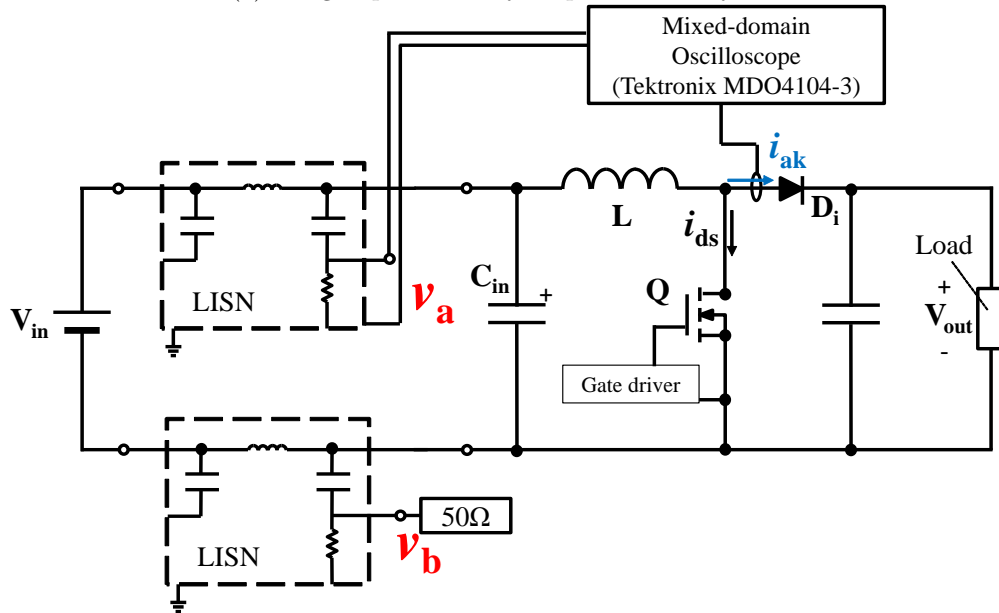 Mixed-domain
Oscilloscope
(Tektronix MDO4104-3)
i_ak
L
D_i
i_ds
Load
LISN
v_a
C_in
+
Q
+
V_in
V_out
-
Gate driver
50Ω
LISN
v_b